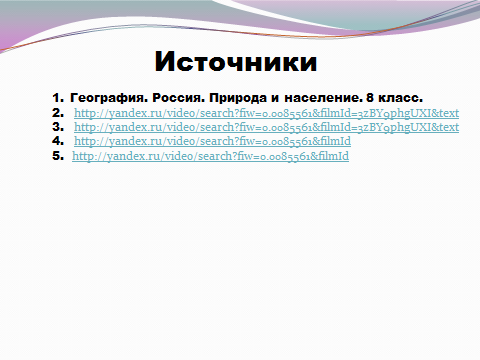 Источники
1. География. Россия. Природа и население. 8 класс.
2. http://yandex.ru/video/search?fiw=0.0085561&filmId=3zBY9phgUXI&text
3. http://yandex.ru/video/search?fiw=0.0085561&filmId=3zBY9phgUXI&text
4. http://yandex.ru/video/search?fiw=0.0085561&filmId
5. http://yandex.ru/video/search?fiw=0.0085561&filmId